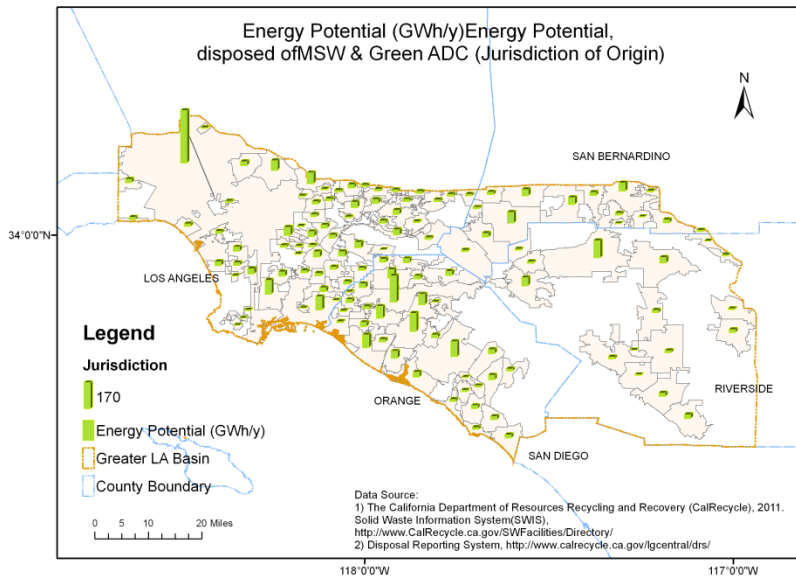 Energy Potential (GWh/y)Energy Potential,
disposed ofMSW & Green ADC (Jurisdiction of Origin)
N
SAN BERNARDINO
34°0'0"N
LOS ANGELES
Legend
Jurisdiction
170
Energy Potential (GWh/y)
Greater LA Basin
County Boundary
0 5 10 20 Miles
ORANGE
RIVERSIDE
SAN DIEGO
Data Source:
1) The California Department of Resources Recycling and Recovery (CalRecycle), 2011.
Solid Waste Information System(SWIS),
http://www.CalRecycle.ca.gov/SWFacilities/Directory/
2) Disposal Reporting System, http://www.calrecycle.ca.gov/lgcentral/drs/
118°0'0"W
117°0'0"W